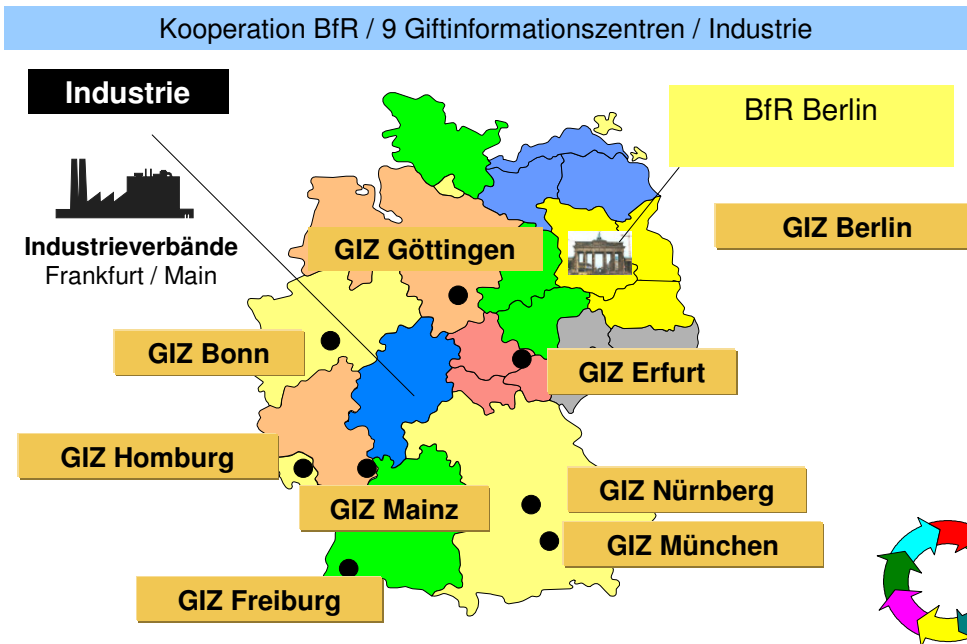 Kooperation BfR / 9 Giftinformationszentren / Industrie
Industrie
BfR Berlin
Industrieverbände
Frankfurt / Main
GIZ Berlin
GIZ Göttingen
GIZ Bonn
GIZ Erfurt
GIZ Homburg
GIZ Mainz
GIZ Nürnberg
GIZ München
GIZ Freiburg